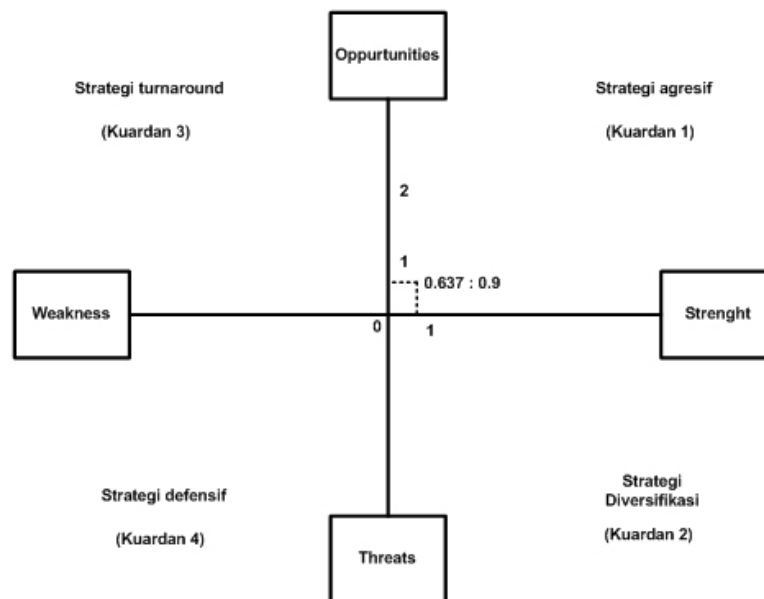 Oppurtunities
Strategi turnaround
(Kuardan 3)
Strategi agresif
(Kuardan 1)
2
1
0.637 : 0.9
Weakness
Strenght
0
1
Strategi defensif
(Kuardan 4)
Strategi
Diversifikasi
(Kuardan 2)
Threats